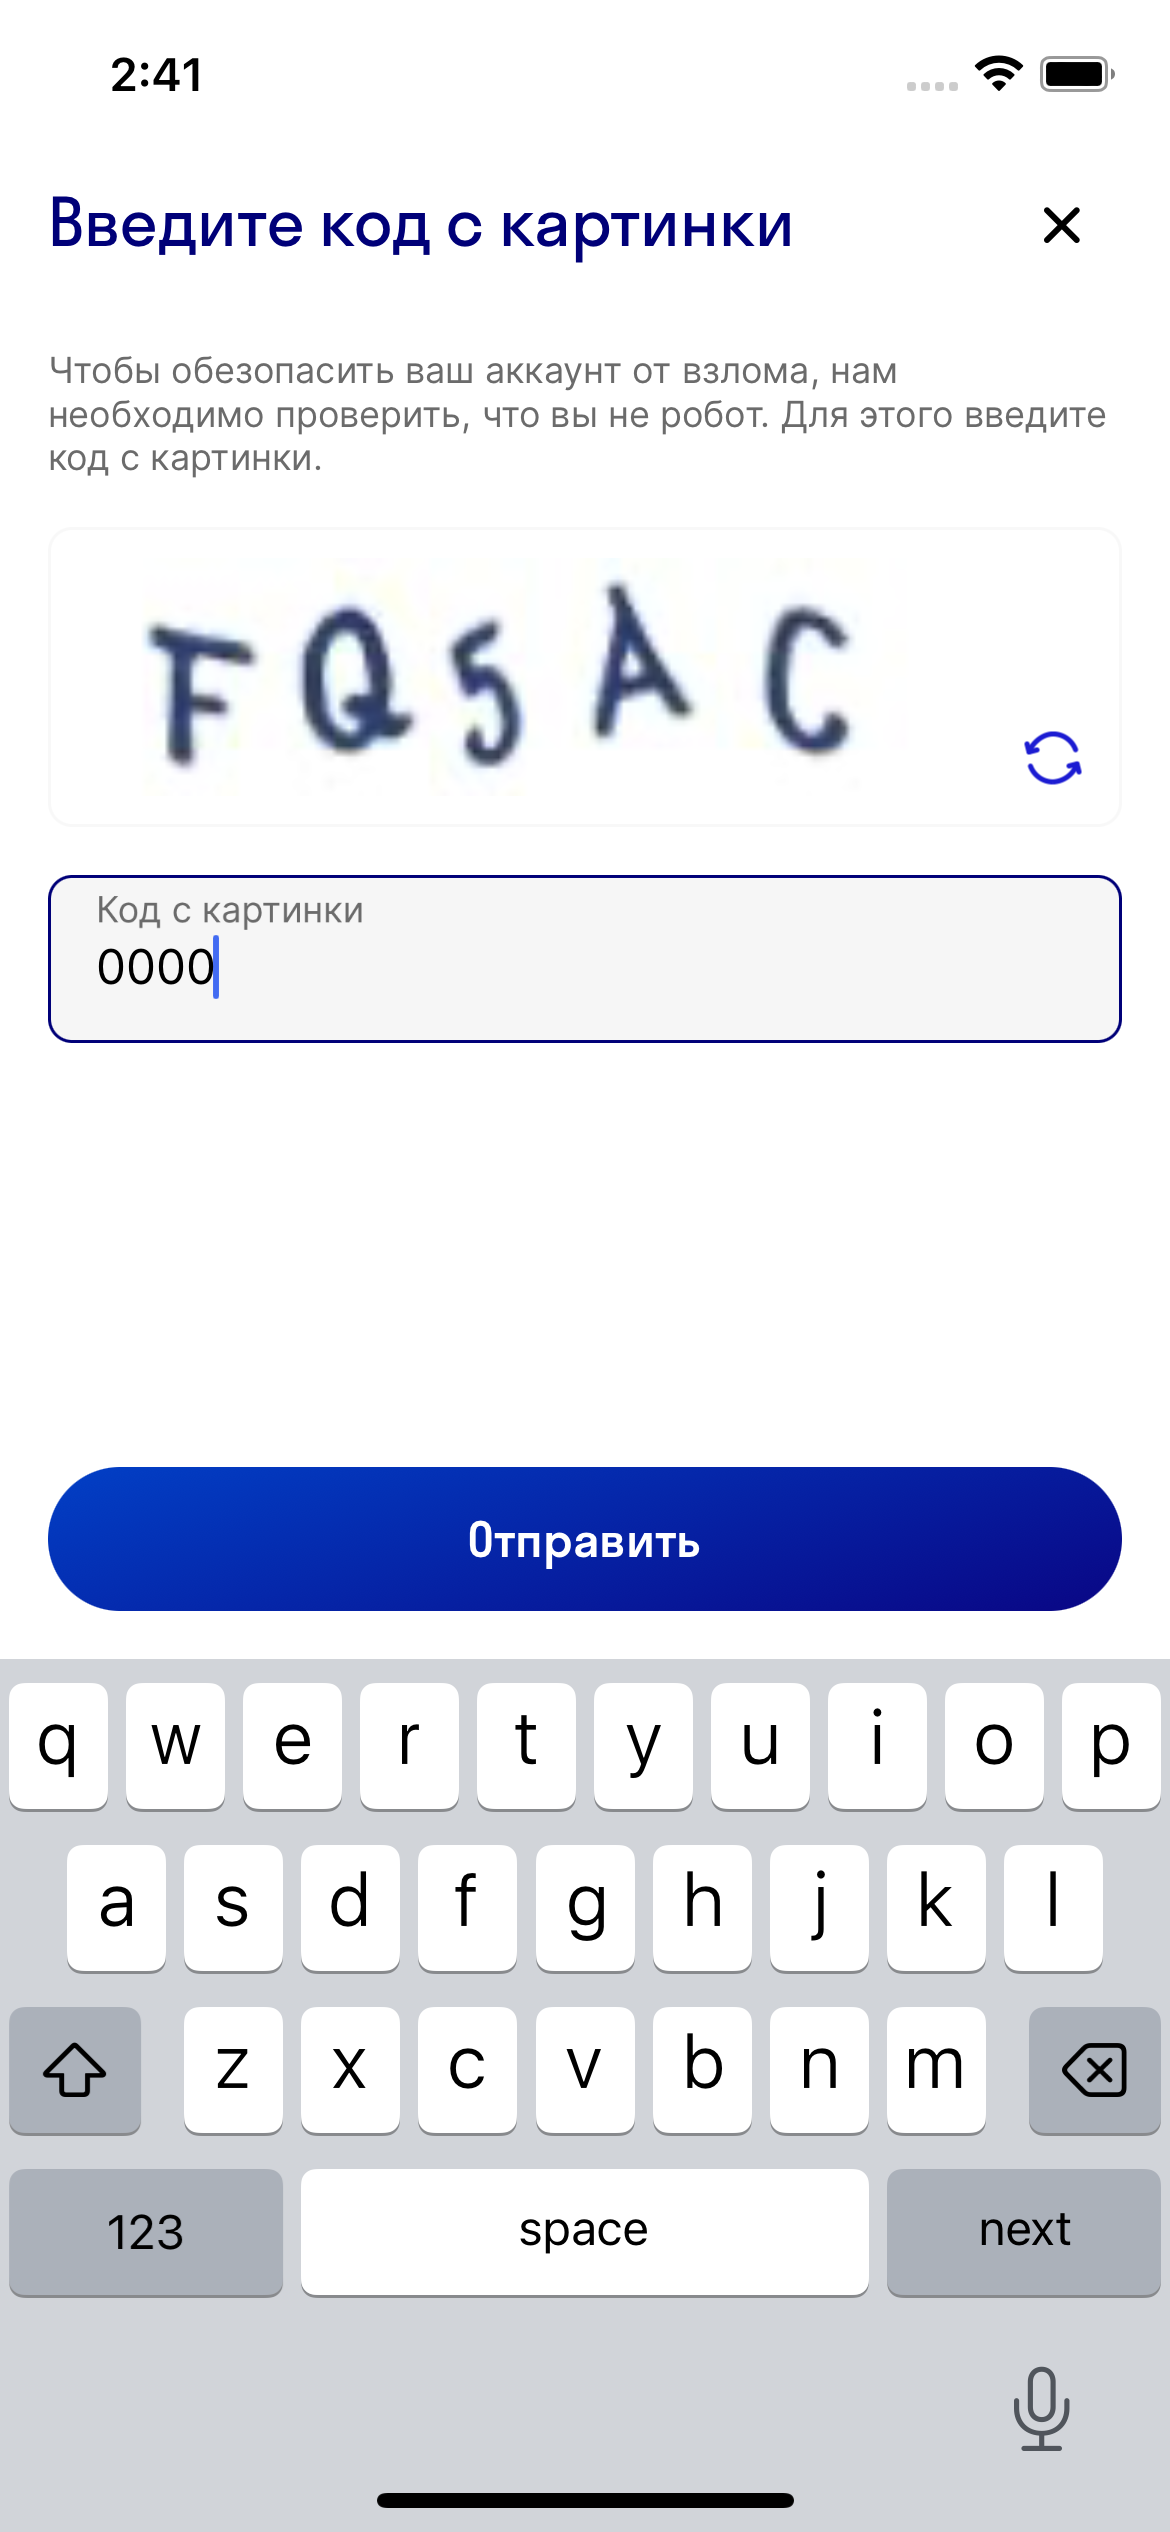 2:41
Введите код с картинки
Чтобы обезопасить ваш аккаунт от взлома, нам
необходимо проверить, что вы не робот. Для этого введите
код с картинки.
FQ5AC
Код с картинки
0000
Отправить
q w e r t y u i o p
a s d f g h j k l
z x c v b n m
123 space next